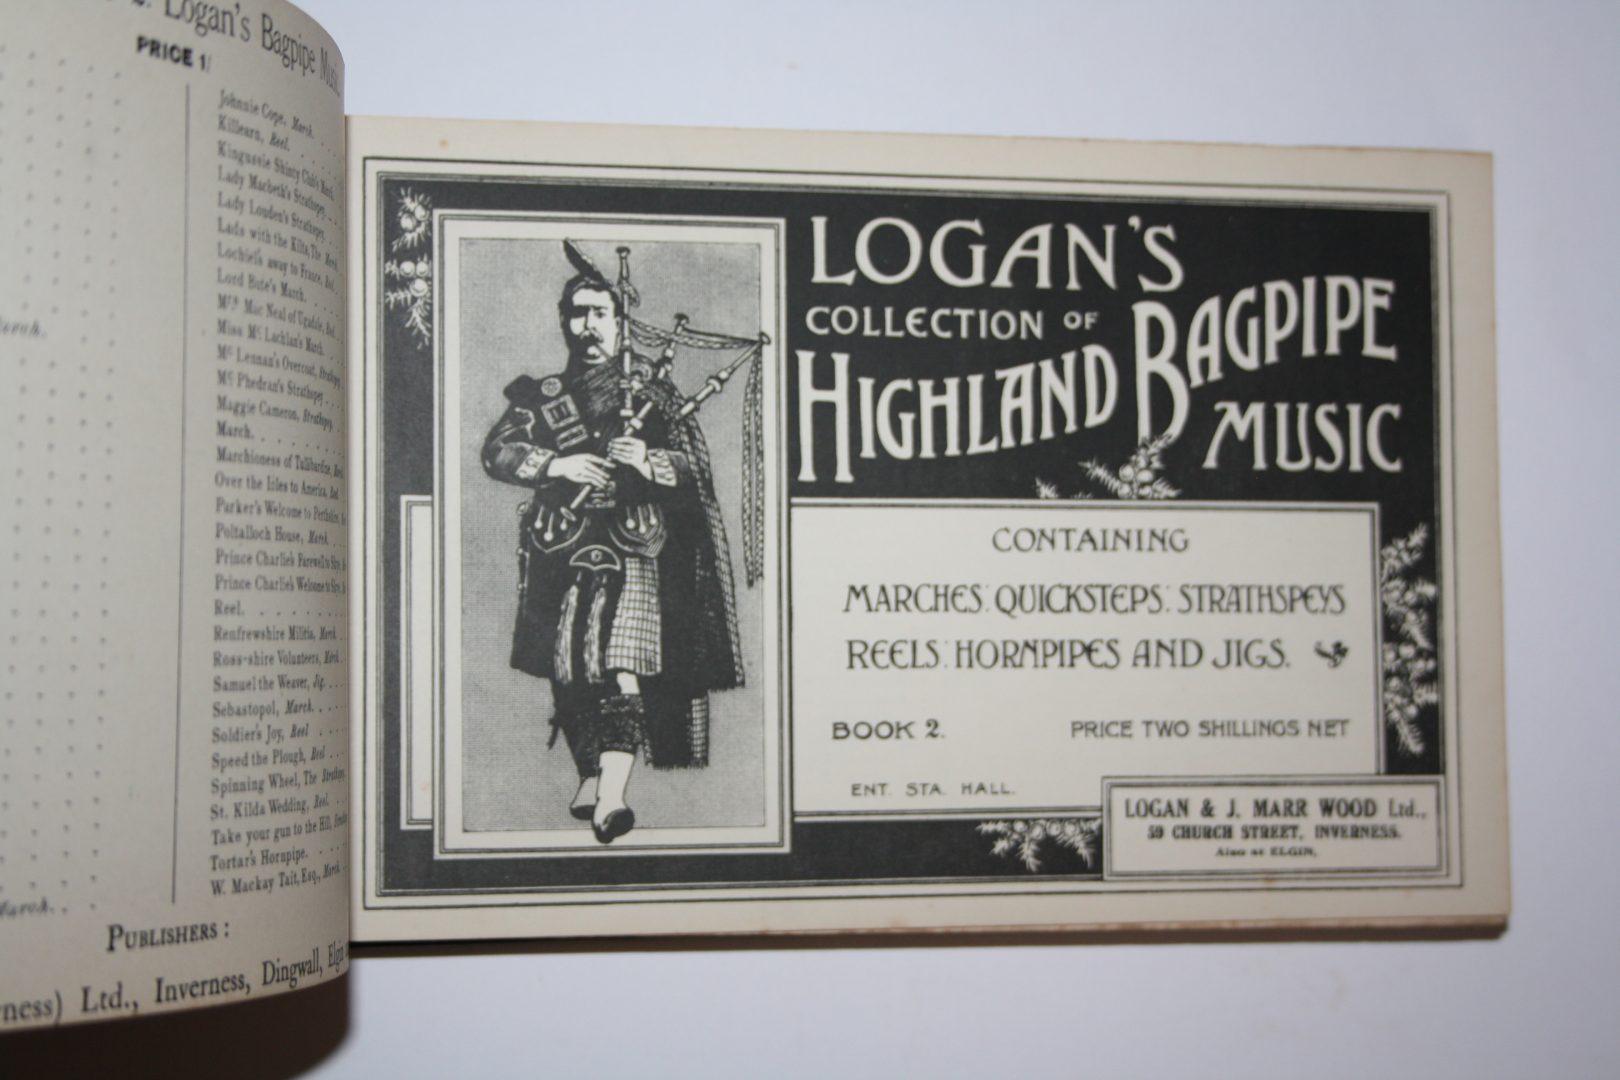 Logan's Bagpipe Music
PRICE 1/
Johnnie Cope, March.
Killearn, Reel.
Kingussie Shinty Club's Reel.
Lady Macbeth's Strathspey
Lady Louden's Strathspey
Lads with the Kilts, The March
Lochiel's away to France, Reel
Lord Bute's March.
Mrs Mac Neal of Ugadale, Reel
Miss Mc Lachlan's March
Mc Lennan's Overcoat, Strathspey
Mc Phedran's Strathspey
Maggie Cameron, Strathspey
March.
Marchioness of Tullibardine, Reel
Over the Isles to America, Reel
Parker's Welcome to Perthshire,
Poltalloch House, March.
Prince Charlie's Farewell to Skye,
Prince Charlie's Welcome to Skye,
Reel.
Renfrewshire Militia, March
Ross-shire Volunteers, March.
Samuel the Weaver, Jig.
Sebastopol, March.
Soldier's Joy, Reel
Speed the Plough, Reel
Spinning Wheel, The Strathspey
St. Kilda Wedding, Reel.
Take your gun to the Hill,
Tortar's Hornpipe.
W. Mackay Tait, Esq., March
March.
PUBLISHERS:
Ltd., Inverness, Dingwall, Elgin
LOGAN'S
COLLECTION OF
HIGHLAND BAGPIPE
MUSIC
CONTAINING
MARCHES: QUICKSTEPS: STRATHSPEYS
REELS: HORNPIPES AND JIGS.
BOOK 2. PRICE TWO SHILLINGS NET
ENT. STA. HALL.
LOGAN & J. MARR WOOD Ltd.,
59 CHURCH STREET, INVERNESS.
Also at ELGIN.